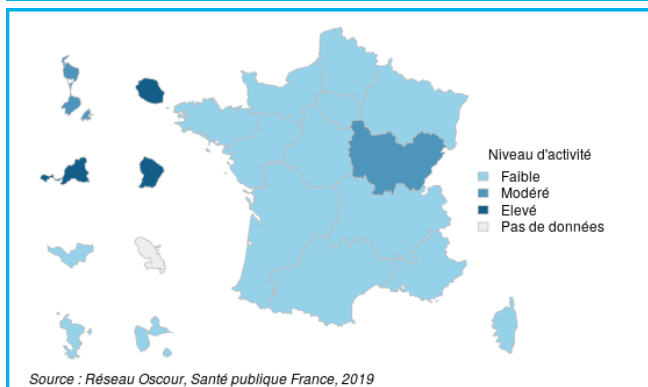 Niveau d'activité
Faible
Modéré
Elevé
Pas de données
Source : Réseau Oscour, Santé publique France, 2019